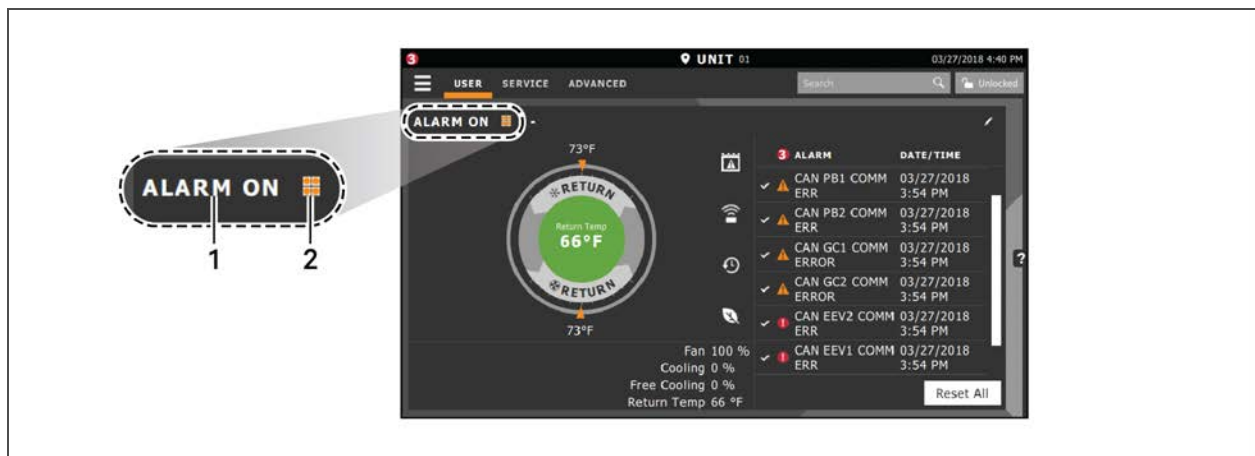 3 UNIT 01 03/27/2018 4:40 PM
USER SERVICE ADVANCED Search Unlocked
ALARM ON -
ALARM ON
1 2
73°F
RETURN
Return Temp
66°F
RETURN
73°F
Fan 100 %
Cooling 0 %
Free Cooling 0 %
Return Temp 66 °F
3 ALARM DATE/TIME
CAN PB1 COMM 03/27/2018
ERR 3:54 PM
CAN PB2 COMM 03/27/2018
ERR 3:54 PM
CAN GC1 COMM 03/27/2018
ERROR 3:54 PM
CAN GC2 COMM 03/27/2018
ERROR 3:54 PM
CAN EEV2 COMM 03/27/2018
ERR 3:54 PM
CAN EEV1 COMM 03/27/2018
ERR 3:54 PM
Reset All
?